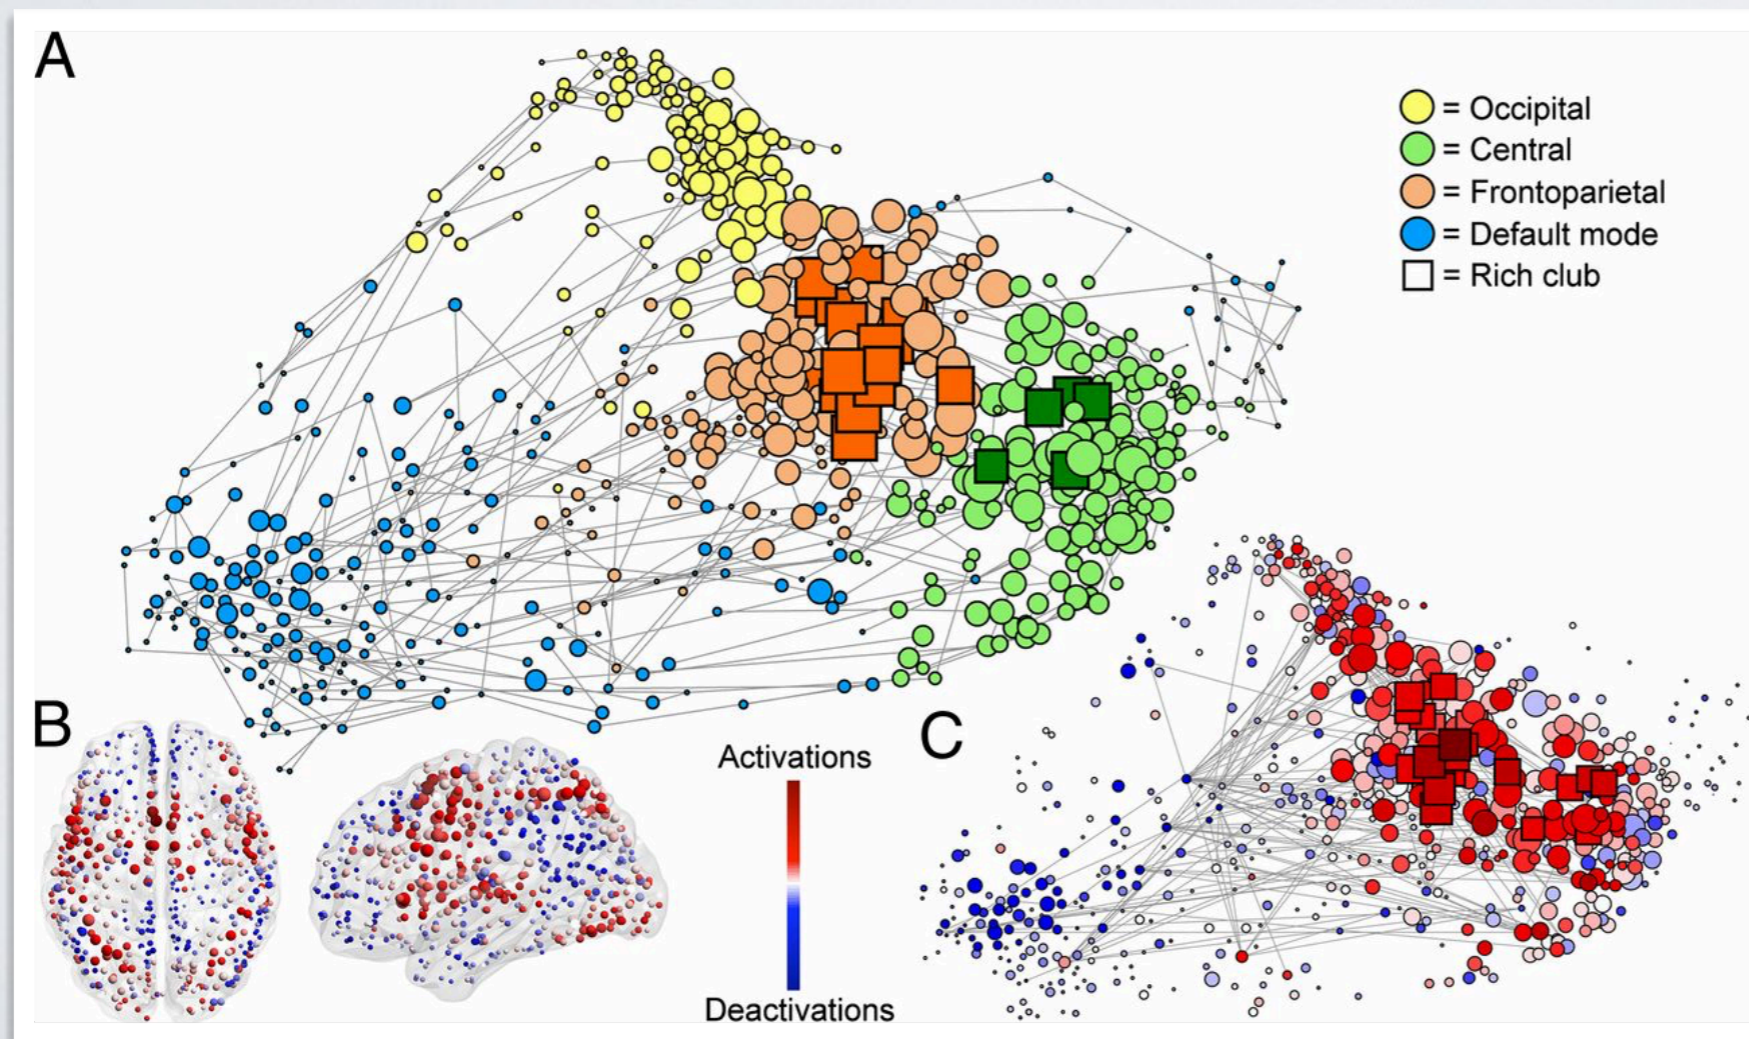 A
= Occipital
= Central
= Frontoparietal
= Default mode
= Rich club
B
Activations
Deactivations
C